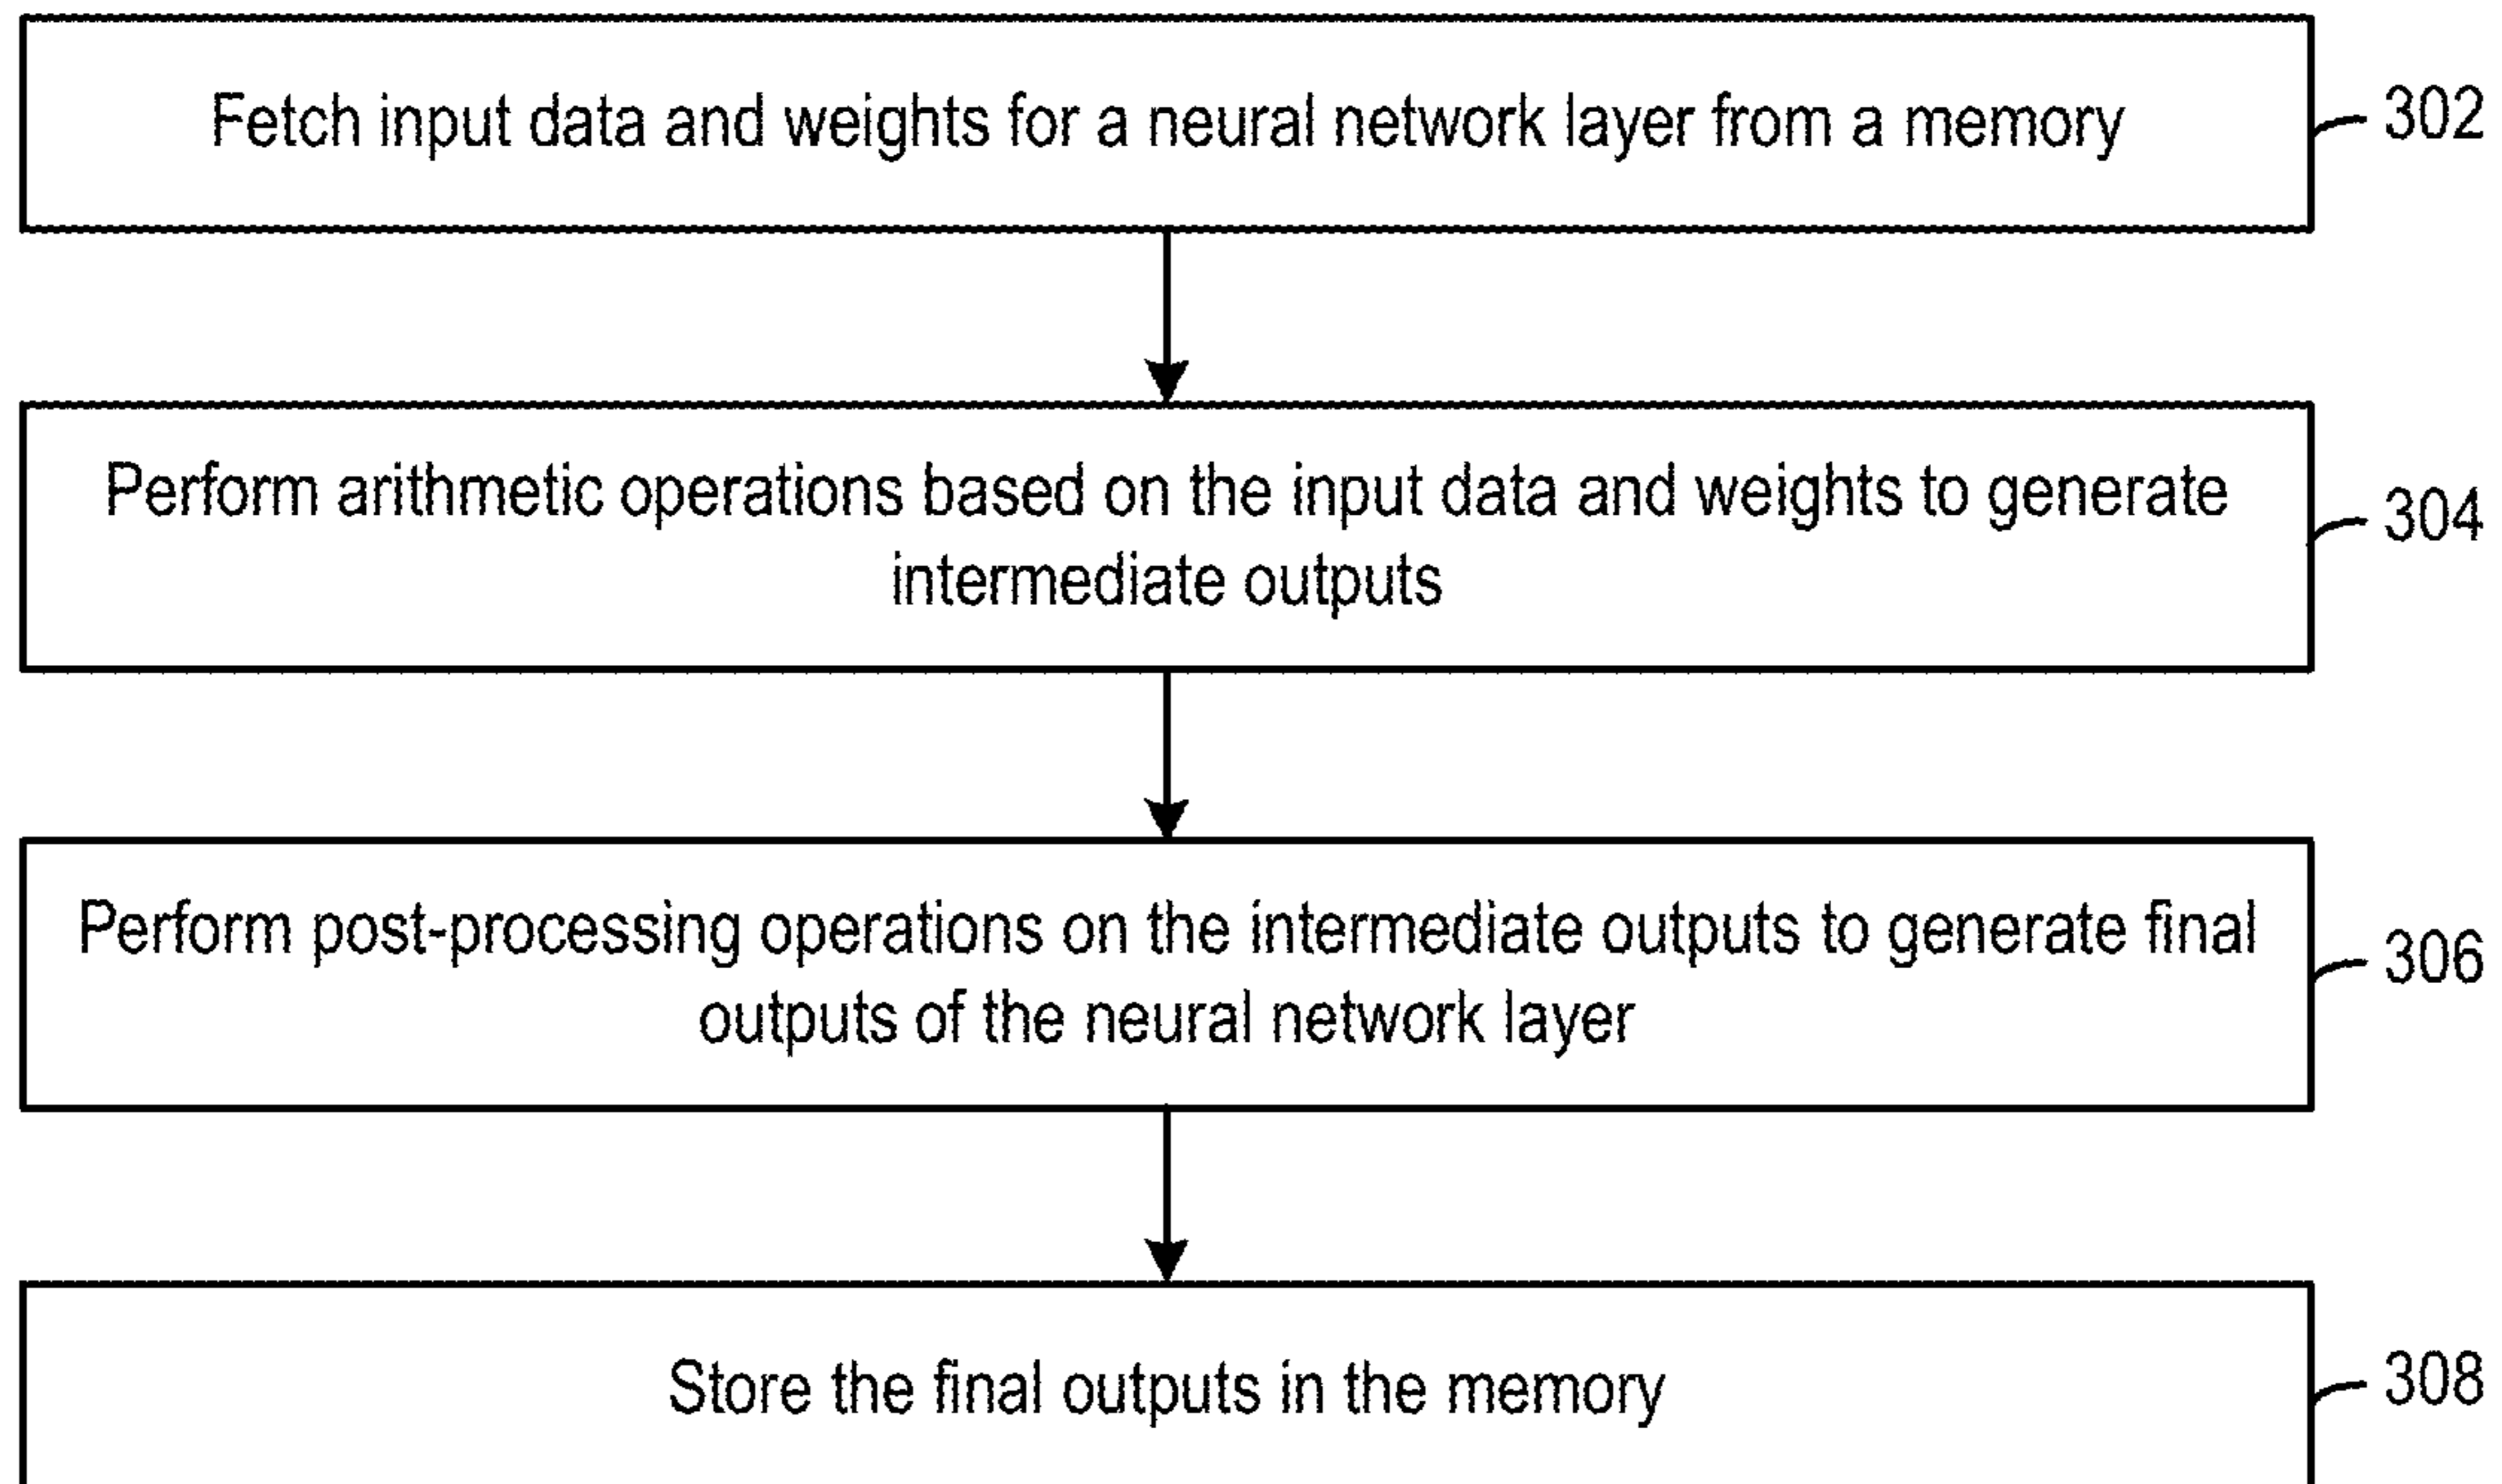 Fetch input data and weights for a neural network layer from a memory
302
Perform arithmetic operations based on the input data and weights to generate
intermediate outputs
304
Perform post-processing operations on the intermediate outputs to generate final
outputs of the neural network layer
306
Store the final outputs in the memory
308